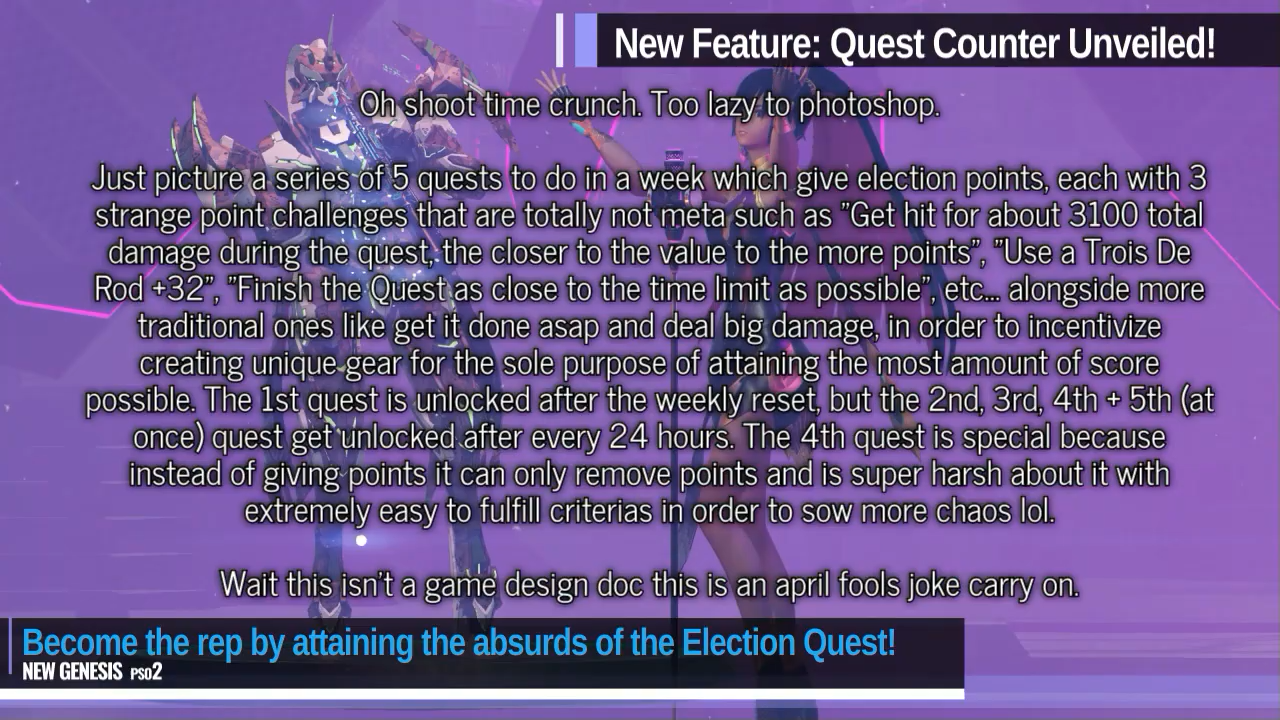 New Feature: Quest Counter Unveiled!
Oh shoot time crunch. Too lazy to photoshop.
Just picture a series of 5 quests to do in a week which give election points, each with 3
strange point challenges that are totally not meta such as "Get hit for about 3100 total
damage during the quest, the closer to the value to the more points", "Use a Trois De
Rod +32", "Finish the Quest as close to the time limit as possible", etc... alongside more
traditional ones like get it done asap and deal big damage, in order to incentivize
creating unique gear for the sole purpose of attaining the most amount of score
possible. The 1st quest is unlocked after the weekly reset, but the 2nd, 3rd, 4th + 5th (at
once) quest get unlocked after every 24 hours. The 4th quest is special because
instead of giving points it can only remove points and is super harsh about it with
extremely easy to fulfill criterias in order to sow more chaos lol.
Wait this isn't a game design doc this is an april fools joke carry on.
Become the rep by attaining the absurds of the Election Quest!
NEW GENESIS PSO2